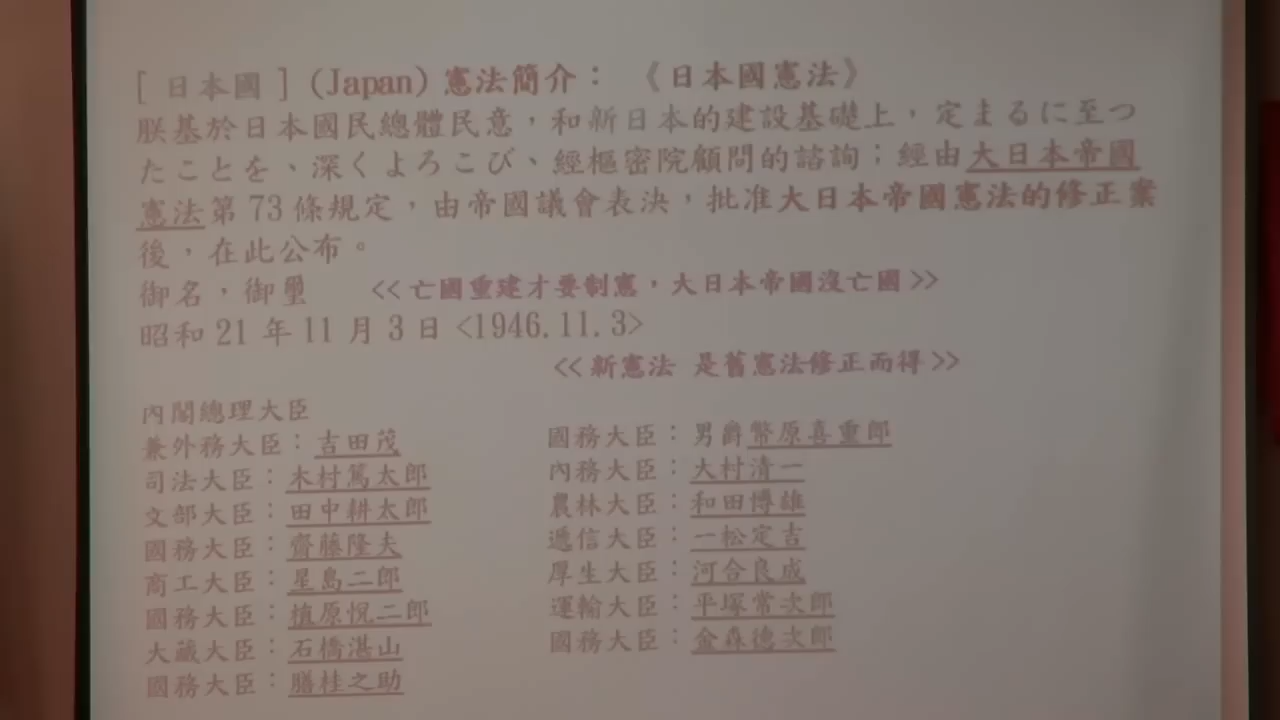 [ 日本國 ] (Japan) 憲法簡介： 《日本國憲法》
朕基於日本國民總體民意，和新日本的建設基礎上，定まるに至つ
たことを、深くよろこび、經樞密院顧問的諮詢；經由大日本帝國
憲法第 73 條規定，由帝國議會表決，批准大日本帝國憲法的修正案
後，在此公布。
御名，御璽 <<亡國重建才要制憲，大日本帝國沒亡國>>
昭和 21 年 11 月 3 日 <1946.11.3>
<<新憲法 是舊憲法修正而得>>
內閣總理大臣
兼外務大臣：吉田茂
司法大臣：木村篤太郎
文部大臣：田中耕太郎
國務大臣：齋藤隆夫
商工大臣：星島二郎
國務大臣：植原悅二郎
大藏大臣：石橋湛山
國務大臣：膳桂之助
國務大臣：男爵幣原喜重郎
內務大臣：大村清一
農林大臣：和田博雄
遞信大臣：一松定吉
厚生大臣：河合良成
運輸大臣：平塚常次郎
國務大臣：金森德次郎